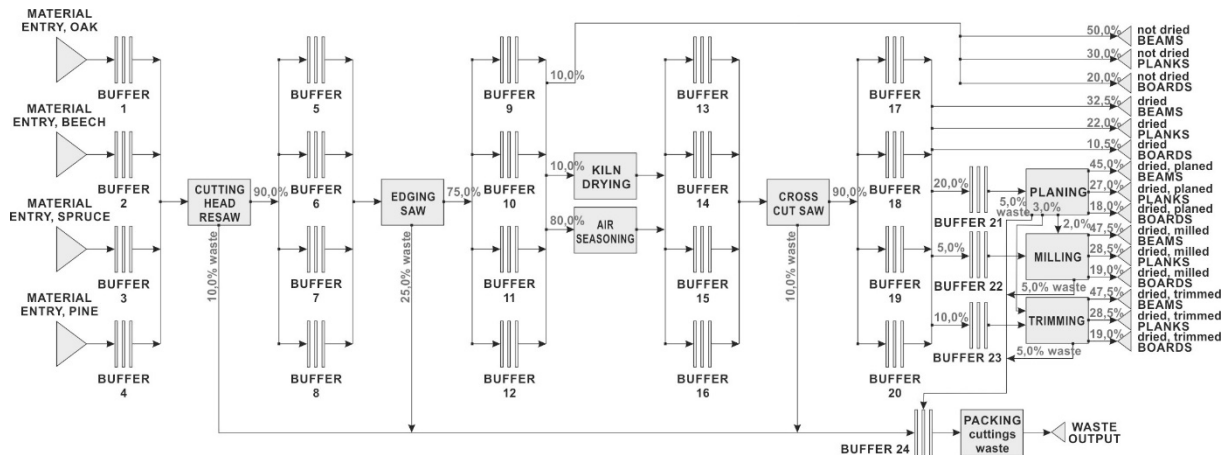 MATERIAL
ENTRY, OAK
BUFFER
1
MATERIAL
ENTRY, BEECH
BUFFER
2
MATERIAL
ENTRY, SPRUCE
BUFFER
3
MATERIAL
ENTRY, PINE
BUFFER
4
CUTTING
HEAD
RESAW
90,0%
10,0% waste
BUFFER
5
BUFFER
6
BUFFER
7
BUFFER
8
EDGING
SAW
75,0%
25,0% waste
BUFFER
9
BUFFER
10
BUFFER
11
BUFFER
12
10,0%
10,0%
80,0%
KILN
DRYING
AIR
SEASONING
BUFFER
13
BUFFER
14
BUFFER
15
BUFFER
16
CROSS
CUT SAW
90,0%
10,0% waste
BUFFER
17
BUFFER
18
BUFFER
19
BUFFER
20
20,0%
BUFFER 21
5,0%
BUFFER
22
10,0%
BUFFER 23
PLANING
5,0%
waste
3,0%
2,0%
MILLING
5,0% waste
TRIMMING
5,0% waste
50,0%
not dried
BEAMS
30,0%
not dried
PLANKS
20,0%
not dried
BOARDS
32,5%
dried
BEAMS
22,0%
dried
PLANKS
10,5%
dried
BOARDS
45,0%
dried, planed
BEAMS
27,0%
dried, planed
PLANKS
18,0%
dried, planed
BOARDS
47,5%
dried, milled
BEAMS
28,5%
dried, milled
PLANKS
19,0%
dried, milled
BOARDS
47,5%
dried, trimmed
BEAMS
28,5%
dried, trimmed
PLANKS
19,0%
dried, trimmed
BOARDS
BUFFER 24
PACKING
cuttings
waste
WASTE
OUTPUT